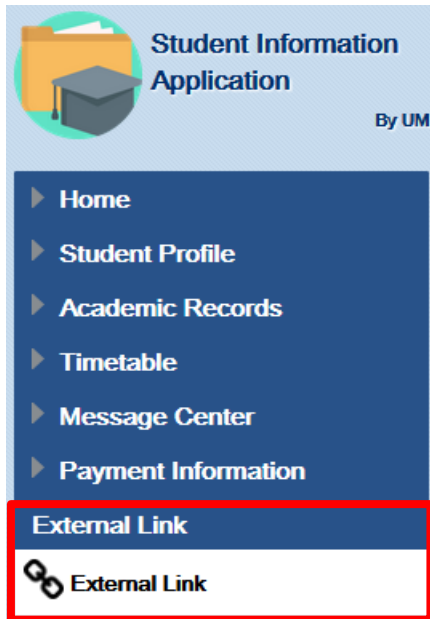 Student Information
Application
By UM
Home
Student Profile
Academic Records
Timetable
Message Center
Payment Information
External Link
External Link